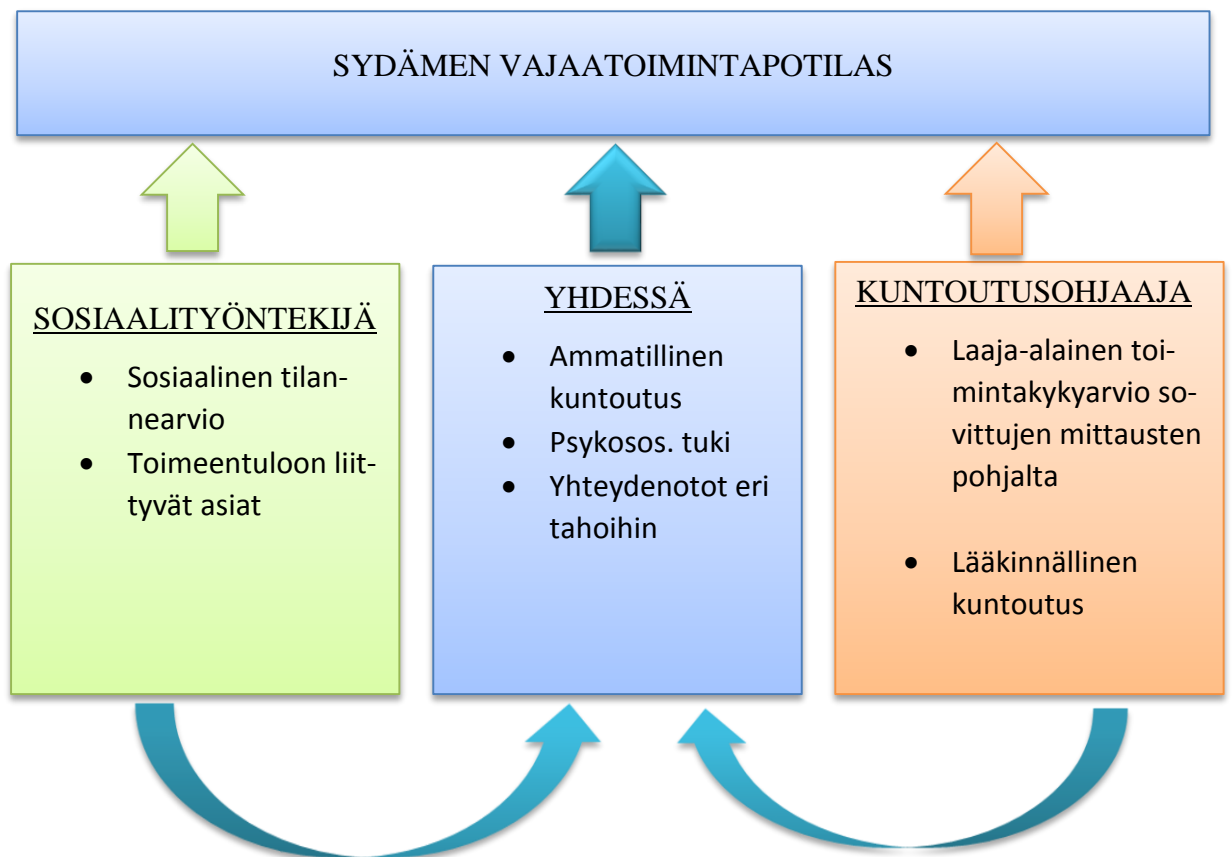 SYDÄMEN VAJAATOIMINTAPOTILAS
SOSIAALITYÖNTEKIJÄ
• Sosiaalinen tilan-
nearvio
• Toimeentuloon liit-
tyvät asiat
YHDESSÄ
• Ammatillinen
kuntoutus
• Psykosos. tuki
• Yhteydenotot eri
tahoihin
KUNTOUTUSOHJAAJA
• Laaja-alainen toi-
mintakykyarvio so-
vittujen mittausten
pohjalta
• Lääkinnällinen
kuntoutus